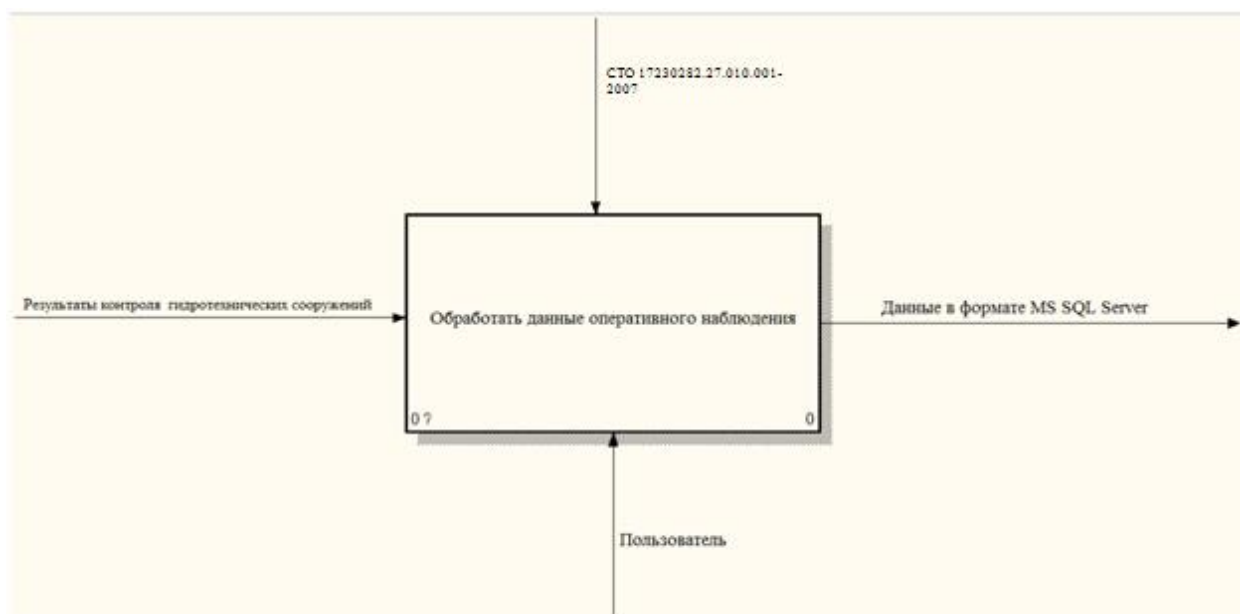 СТО 17230282.27.010.001-
2007
Результаты контроля гидротехнических сооружений
Обработать данные оперативного наблюдения
Данные в формате MS SQL Server
0 ?
0
Пользователь